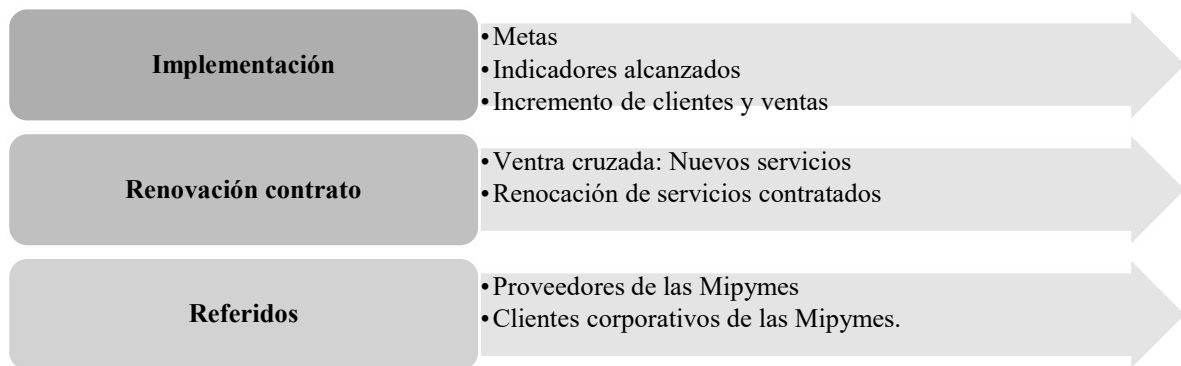 Implementación
•Metas
•Indicadores alcanzados
•Incremento de clientes y ventas
Renovación contrato
•Ventra cruzada: Nuevos servicios
•Renocación de servicios contratados
Referidos
•Proveedores de las Mipymes
•Clientes corporativos de las Mipymes.